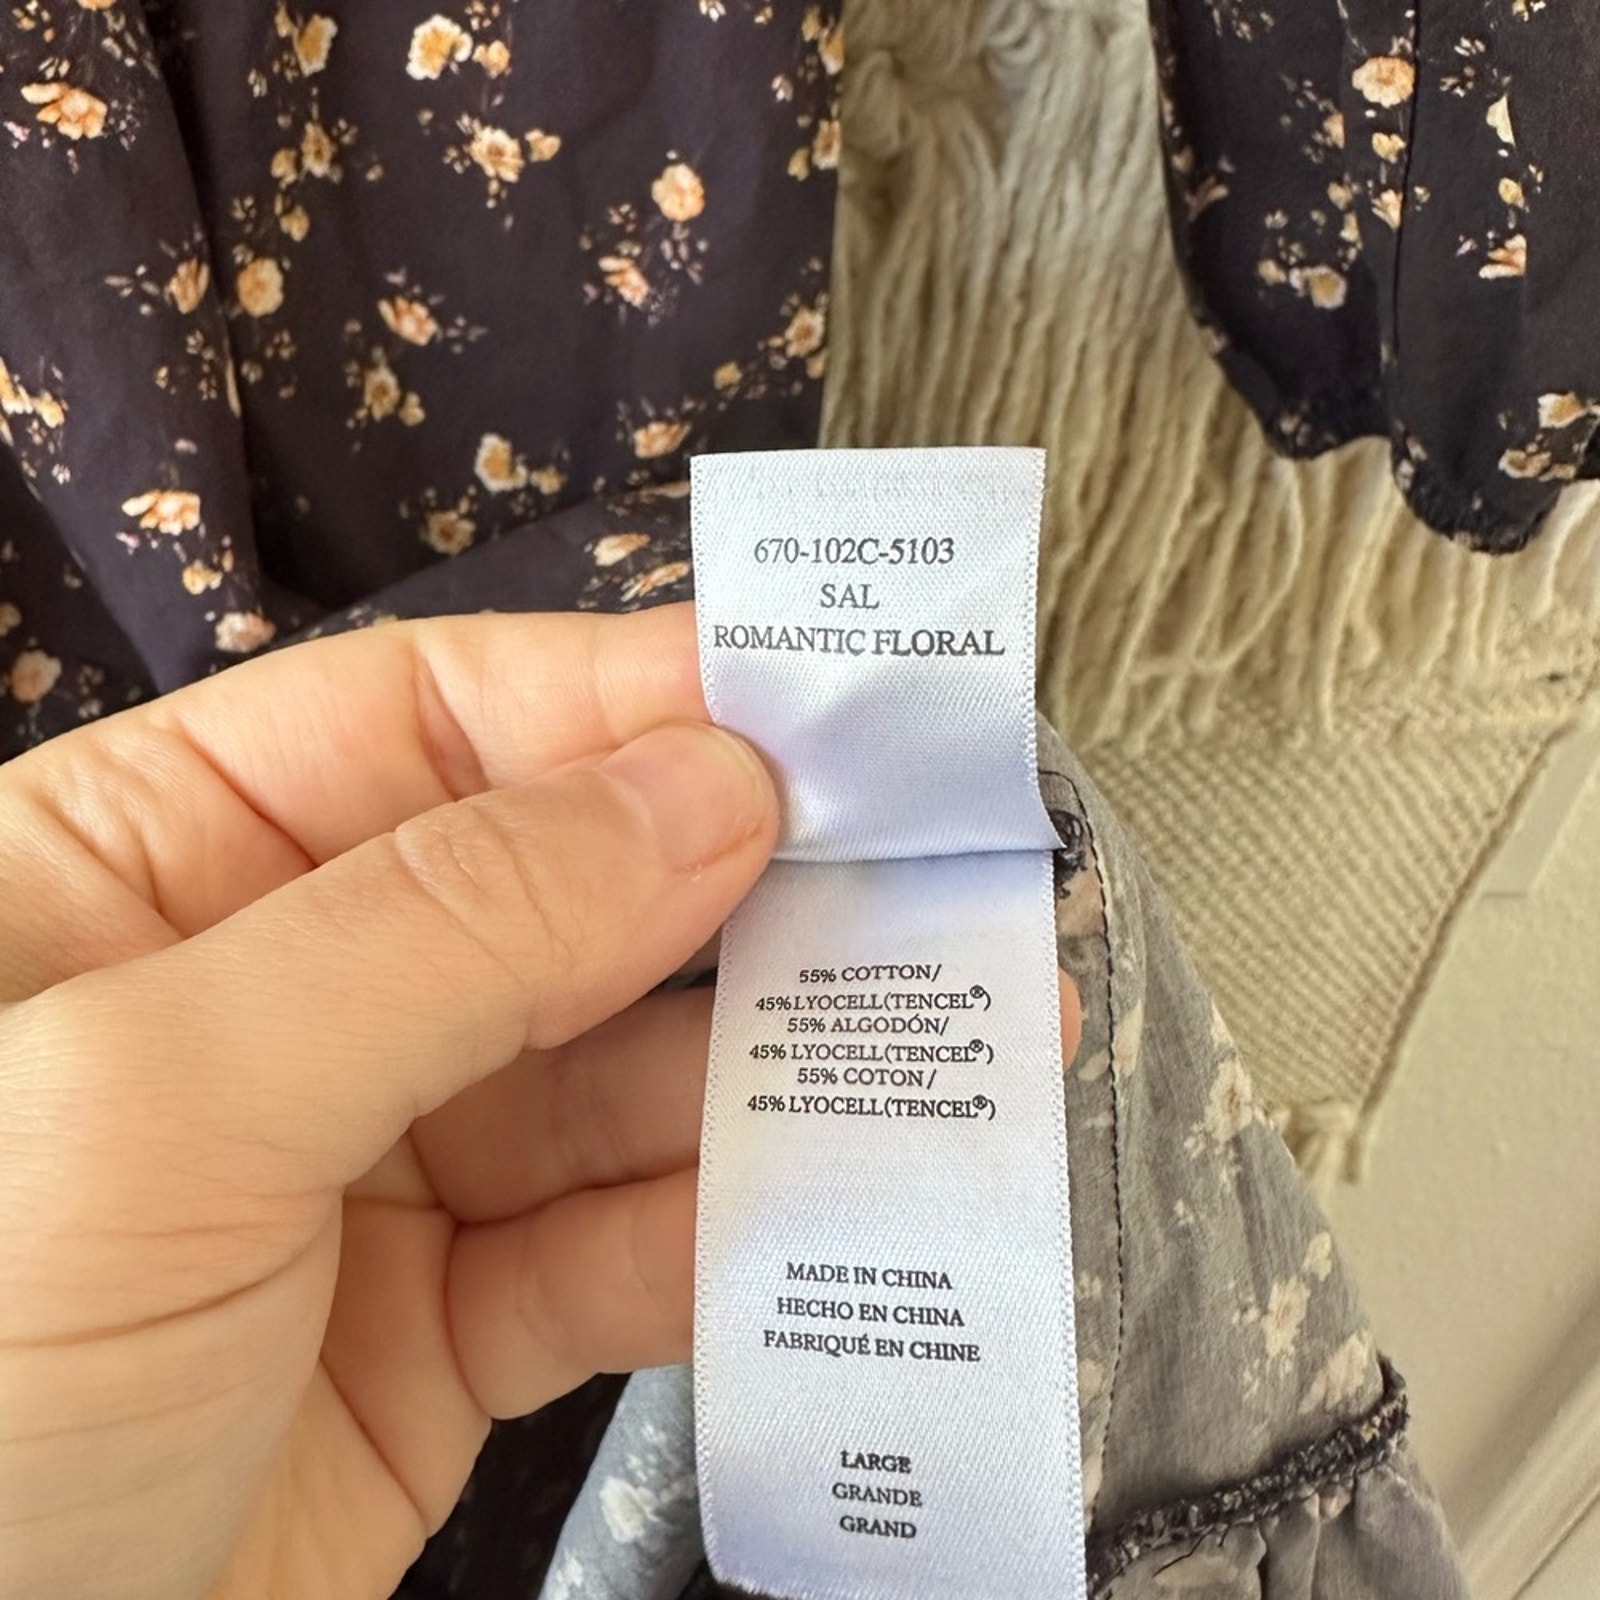 670-102C-5103
SAL
ROMANTIC FLORAL
55% COTTON/
45%LYOCELL(TENCEL®)
55% ALGODÓN/
45% LYOCELL(TENCEL®)
55% COTON/
45% LYOCELL(TENCEL®)
MADE IN CHINA
HECHO EN CHINA
FABRIQUÉ EN CHINE
LARGE
GRANDE
GRAND